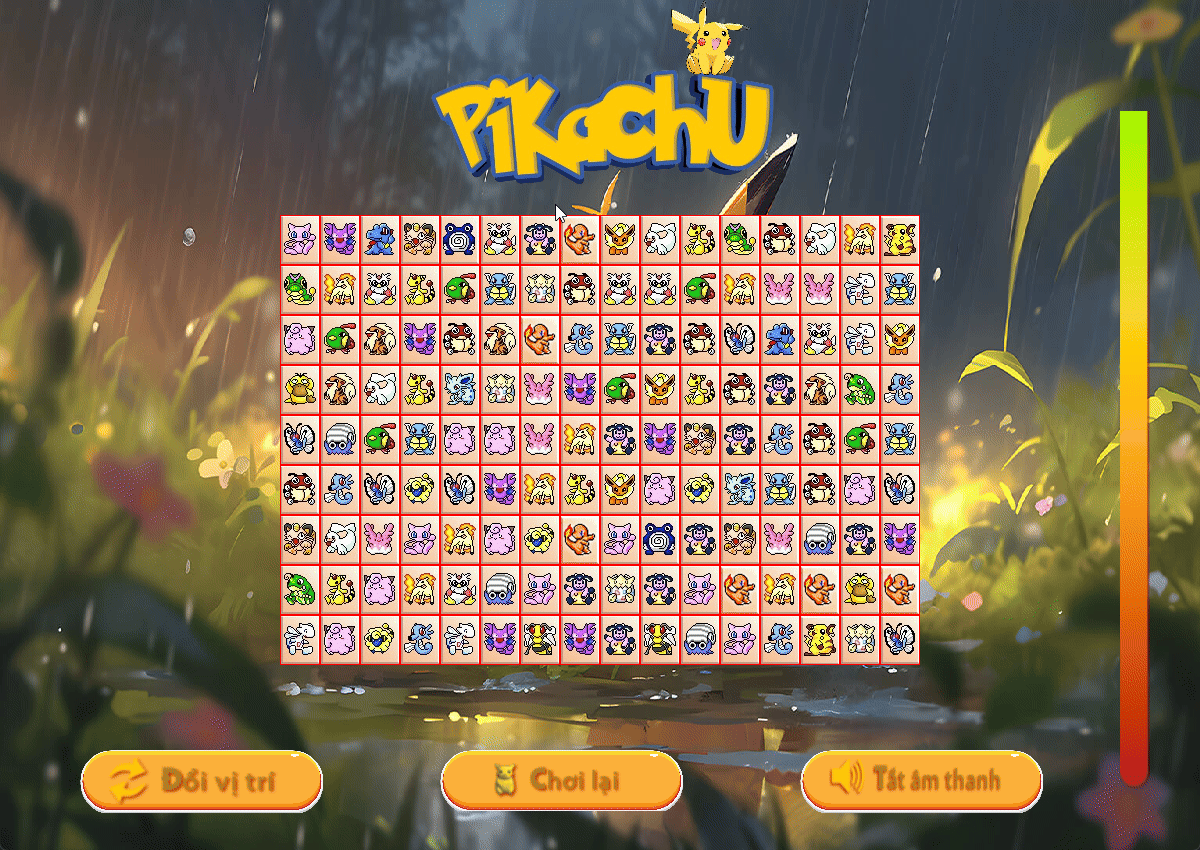 PiKachU
Đổi vị trí
Chơi lại
Tắt âm thanh